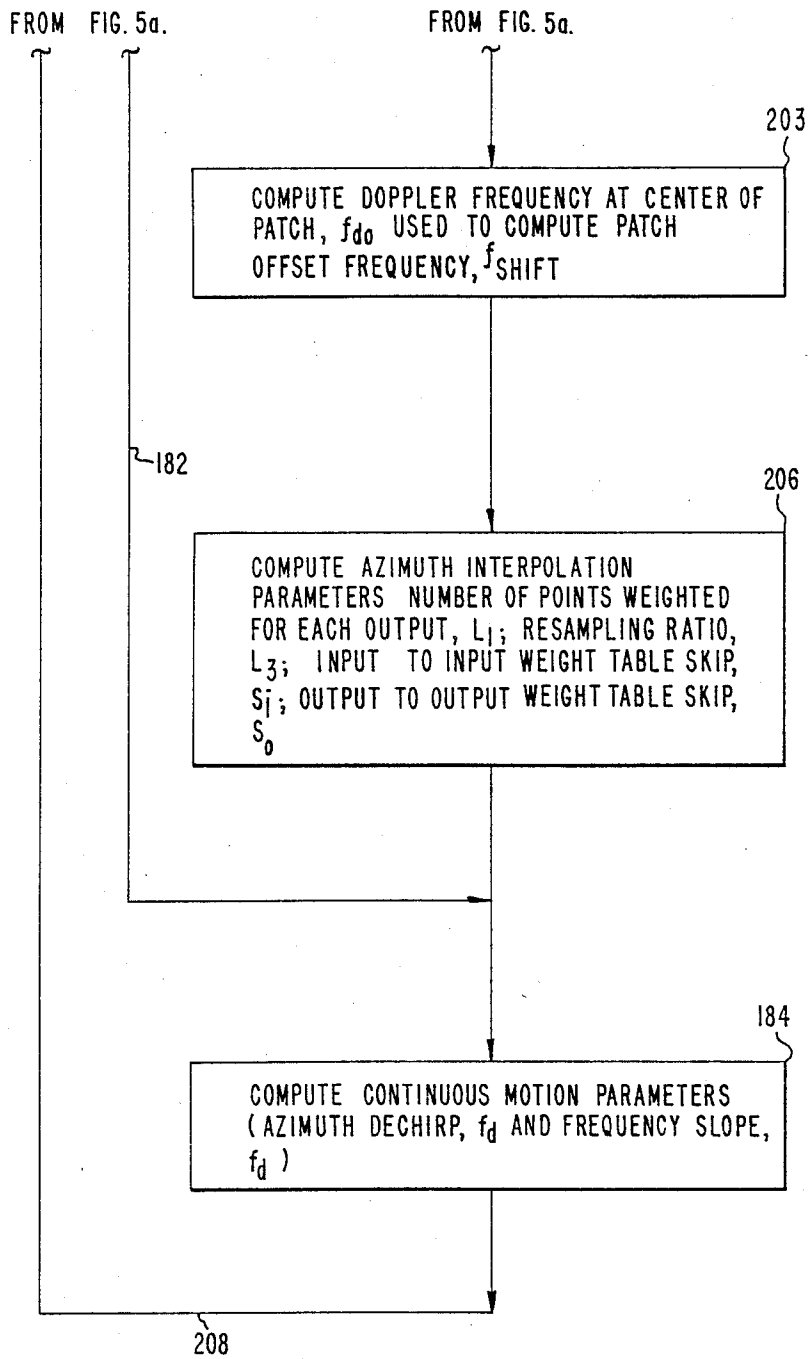 FROM FIG. 5a.
FROM FIG. 5a.
203
COMPUTE DOPPLER FREQUENCY AT CENTER OF
PATCH, fdo USED TO COMPUTE PATCH
OFFSET FREQUENCY, fSHIFT
182
206
COMPUTE AZIMUTH INTERPOLATION
PARAMETERS NUMBER OF POINTS WEIGHTED
FOR EACH OUTPUT, L1; RESAMPLING RATIO,
L3; INPUT TO INPUT WEIGHT TABLE SKIP,
Si; OUTPUT TO OUTPUT WEIGHT TABLE SKIP,
So
184
COMPUTE CONTINUOUS MOTION PARAMETERS
(AZIMUTH DECHIRP, fd AND FREQUENCY SLOPE,
fd)
208